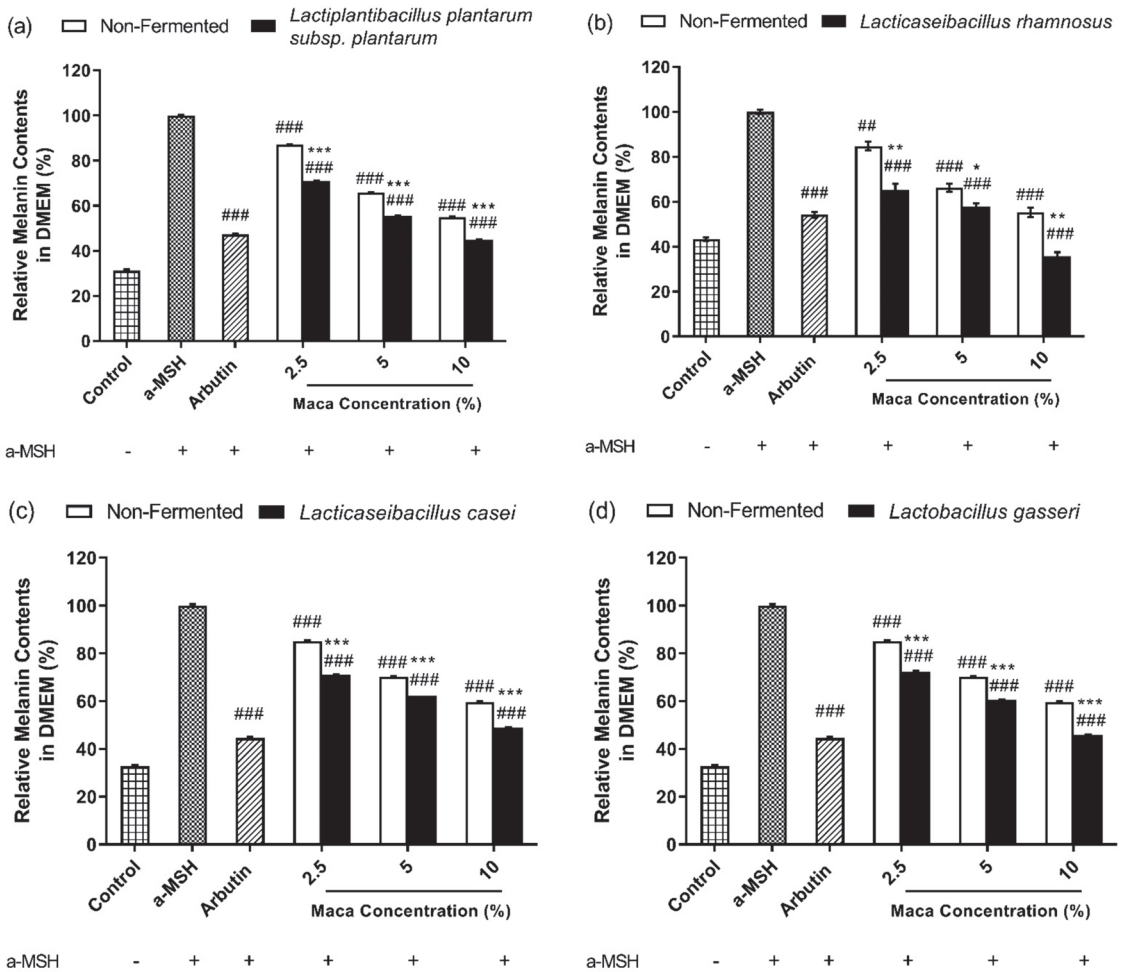 (a) Non-Fermented Lactiplantibacillus plantarum
subsp. plantarum
Relative Melanin Contents
in DMEM (%)
120
100
80
60
40
20
0
###
###
***
###
###
***
###
###
***
###
Control
a-MSH
Arbutin
2.5
5
10
Maca Concentration (%)
a-MSH - + + + + +
(b) Non-Fermented Lacticaseibacillus rhamnosus
Relative Melanin Contents
in DMEM (%)
120
100
80
60
40
20
0
###
##
**
###
###
*
###
###
**
###
Control
a-MSH
Arbutin
2.5
5
10
Maca Concentration (%)
a-MSH - + + + + +
(c) Non-Fermented Lacticaseibacillus casei
Relative Melanin Contents
in DMEM (%)
120
100
80
60
40
20
0
###
###
***
###
###
***
###
###
***
###
Control
a-MSH
Arbutin
2.5
5
10
Maca Concentration (%)
a-MSH - + + + + +
(d) Non-Fermented Lactobacillus gasseri
Relative Melanin Contents
in DMEM (%)
120
100
80
60
40
20
0
###
###
***
###
###
***
###
###
***
###
Control
a-MSH
Arbutin
2.5
5
10
Maca Concentration (%)
a-MSH - + + + + +